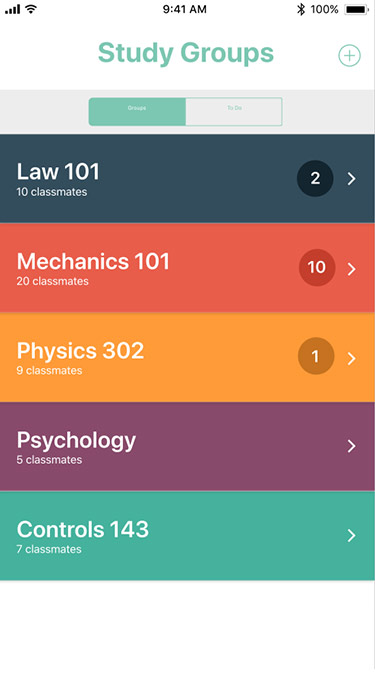 9:41 AM
100%
Study Groups
Groups
To Do
Law 101
10 classmates
2
Mechanics 101
20 classmates
10
Physics 302
9 classmates
1
Psychology
5 classmates
Controls 143
7 classmates